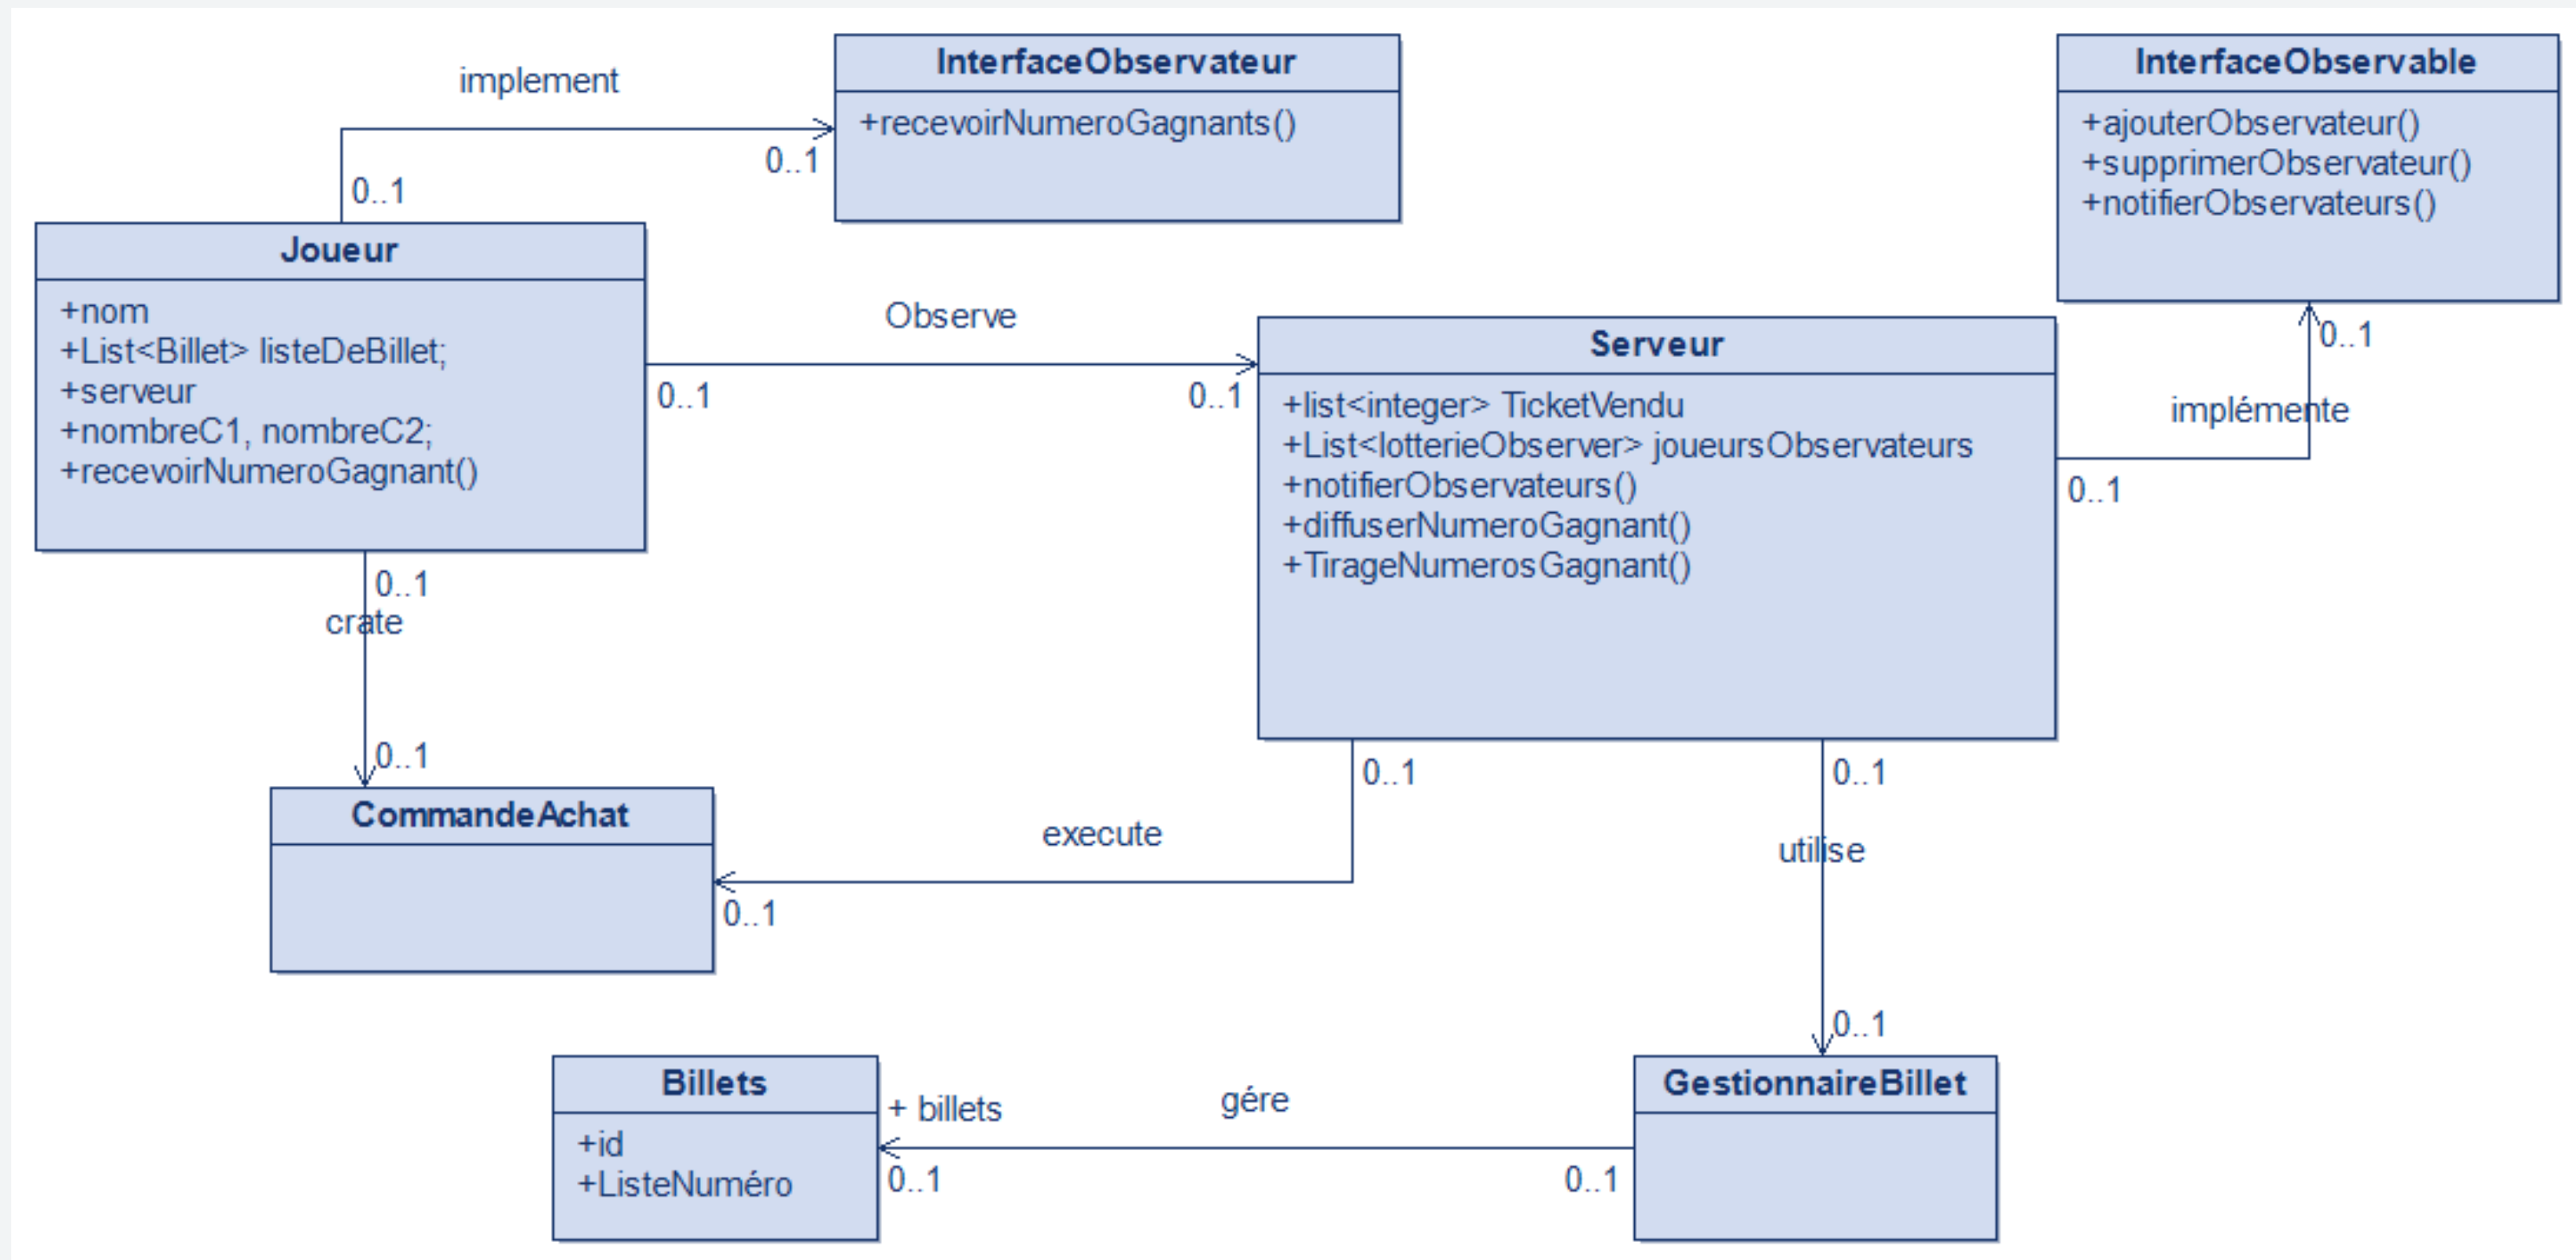 implement
0..1
0..1
InterfaceObservateur
+recevoirNumeroGagnants()
InterfaceObservable
+ajouterObservateur()
+supprimerObservateur()
+notifierObservateurs()
Joueur
+nom
+List<Billet> listeDeBillet;
+serveur
+nombreC1, nombreC2;
+recevoirNumeroGagnant()
Observe
0..1
0..1
Serveur
+list<integer> TicketVendu
+List<lotterieObserver> joueursObservateurs
+notifierObservateurs()
+diffuserNumeroGagnant()
+TirageNumerosGagnant()
0..1
implémente
0..1
0..1
crate
0..1
CommandeAchat
0..1
execute
0..1
0..1
utilise
0..1
Billets
+id
+ListeNuméro
+ billets
0..1
gére
0..1
GestionnaireBillet